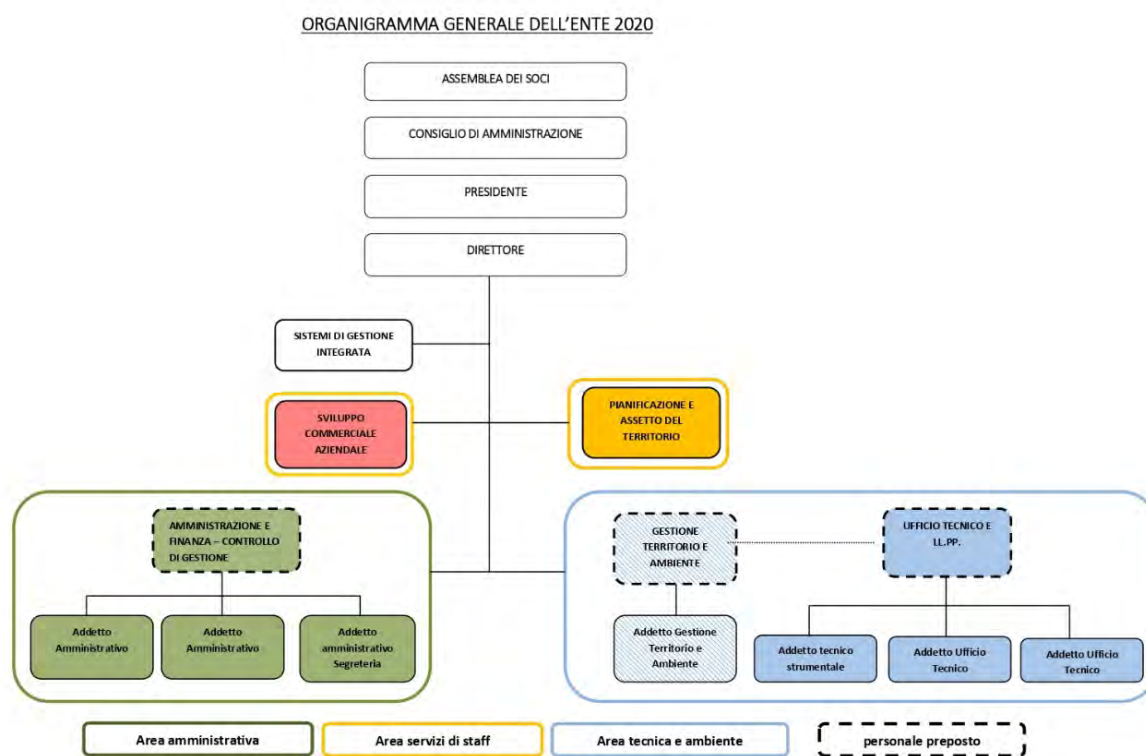 ORGANIGRAMMA GENERALE DELL'ENTE 2020
ASSEMBLEA DEI SOCI
CONSIGLIO DI AMMINISTRAZIONE
PRESIDENTE
DIRETTORE
SISTEMI DI GESTIONE
INTEGRATA
SVILUPPO
COMMERCIALE
AZIENDALE
PIANIFICAZIONE E
ASSETTO DEL
TERRITORIO
AMMINISTRAZIONE E
FINANZA – CONTROLLO
DI GESTIONE
Addetto
Amministrativo
Addetto
Amministrativo
Addetto
amministrativo
Segreteria
GESTIONE
TERRITORIO E
AMBIENTE
UFFICIO TECNICO E
LL.PP.
Addetto Gestione
Territorio e
Ambiente
Addetto tecnico
strumentale
Addetto Ufficio
Tecnico
Addetto Ufficio
Tecnico
Area amministrativa
Area servizi di staff
Area tecnica e ambiente
personale preposto